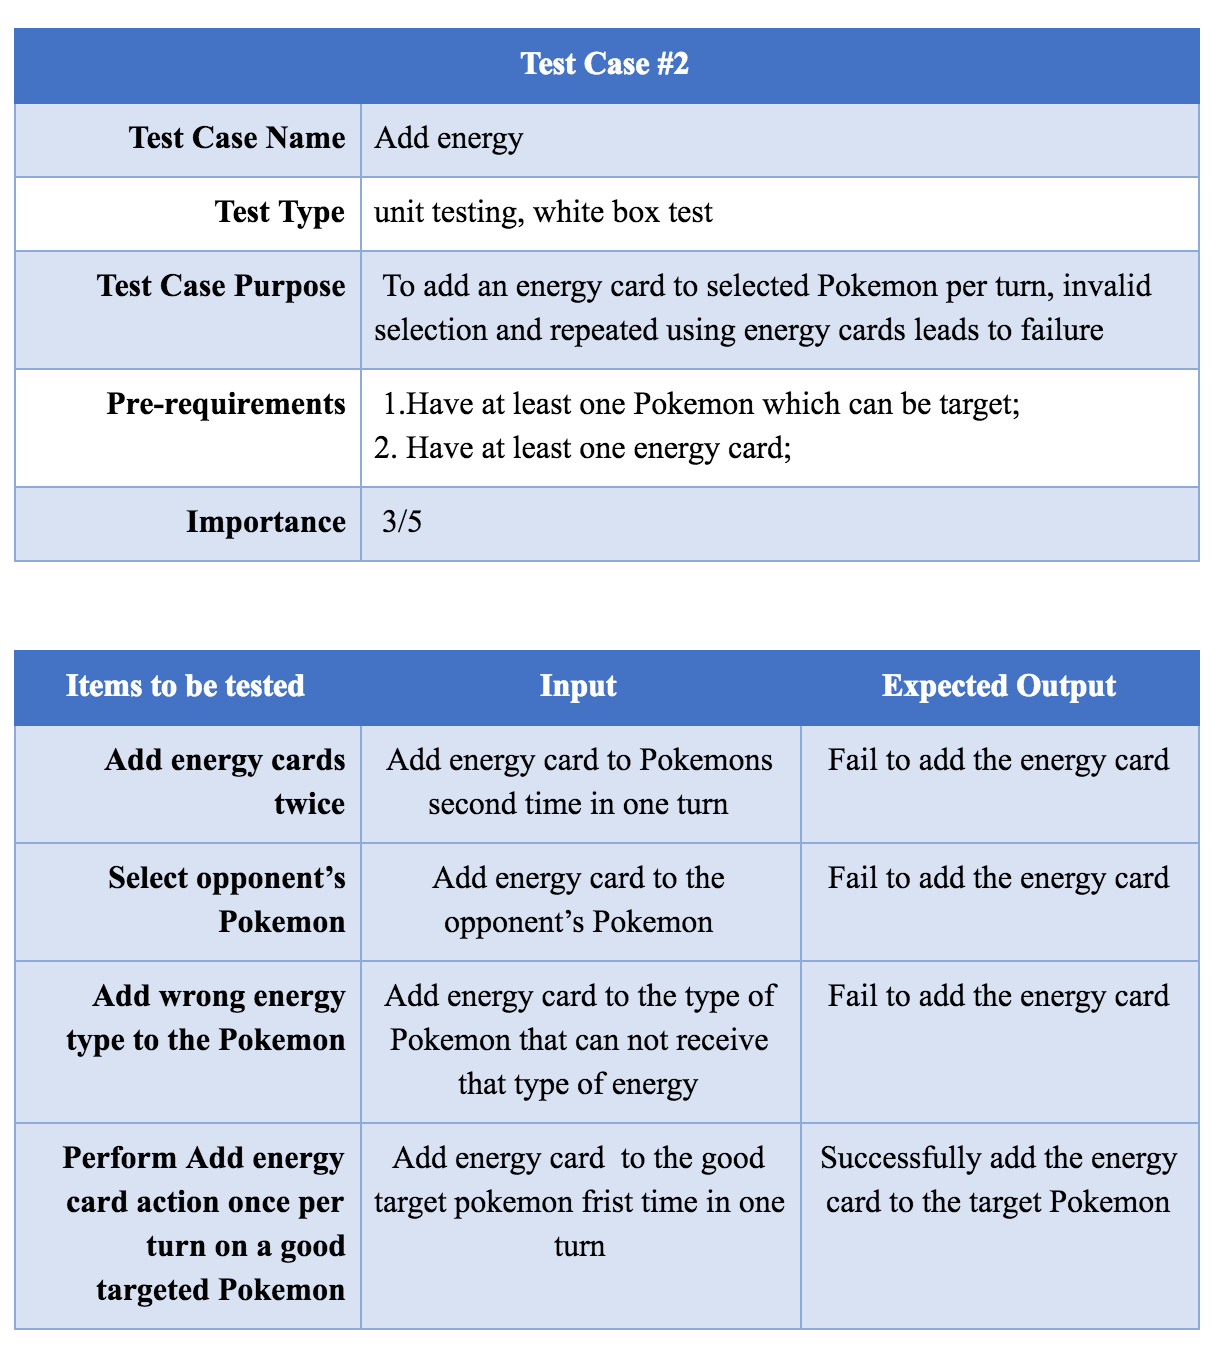 Test Case #2
Test Case Name
Add energy
Test Type
unit testing, white box test
Test Case Purpose
To add an energy card to selected Pokemon per turn, invalid
selection and repeated using energy cards leads to failure
Pre-requirements
1.Have at least one Pokemon which can be target;
2. Have at least one energy card;
Importance
3/5
Items to be tested
Input
Expected Output
Add energy cards
twice
Add energy card to Pokemons
second time in one turn
Fail to add the energy card
Select opponent’s
Pokemon
Add energy card to the
opponent’s Pokemon
Fail to add the energy card
Add wrong energy
type to the Pokemon
Add energy card to the type of
Pokemon that can not receive
that type of energy
Fail to add the energy card
Perform Add energy
card action once per
turn on a good
targeted Pokemon
Add energy card  to the good
target pokemon frist time in one
turn
Successfully add the energy
card to the target Pokemon